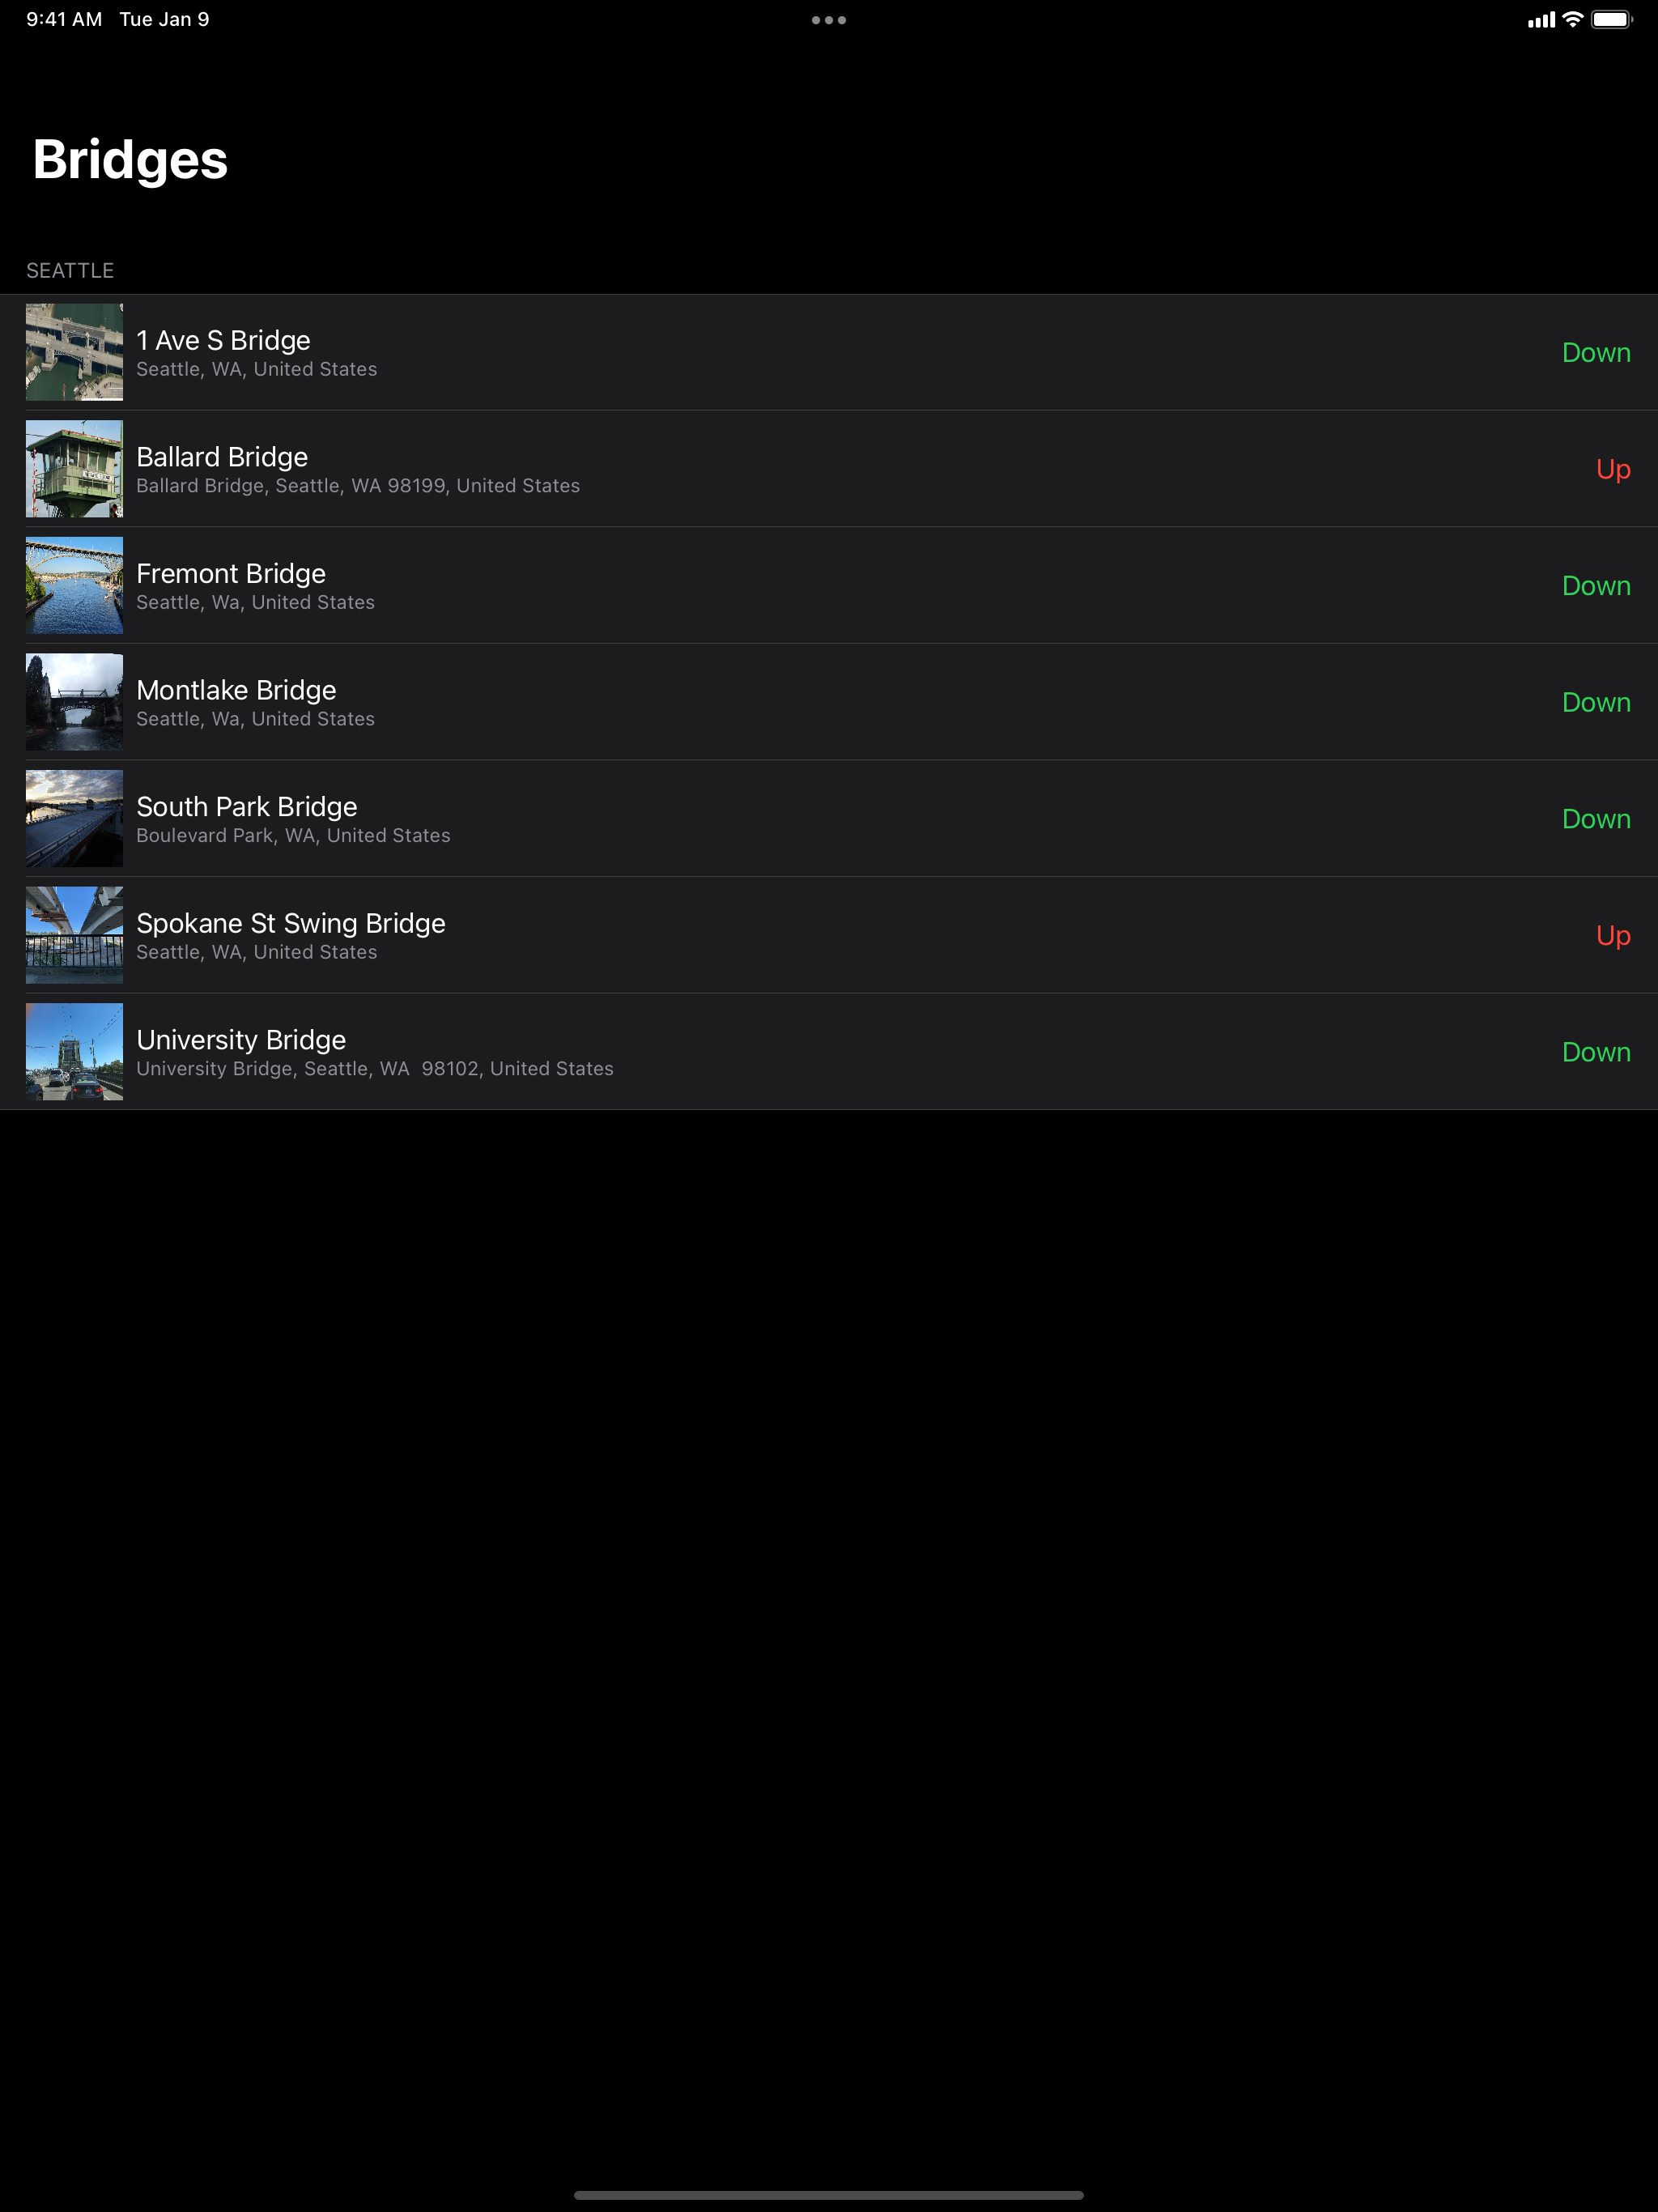 9:41 AM Tue Jan 9
Bridges
SEATTLE
1 Ave S Bridge
Seattle, WA, United States
Down
Ballard Bridge
Ballard Bridge, Seattle, WA 98199, United States
Up
Fremont Bridge
Seattle, Wa, United States
Down
Montlake Bridge
Seattle, Wa, United States
Down
South Park Bridge
Boulevard Park, WA, United States
Down
Spokane St Swing Bridge
Seattle, WA, United States
Up
University Bridge
University Bridge, Seattle, WA  98102, United States
Down